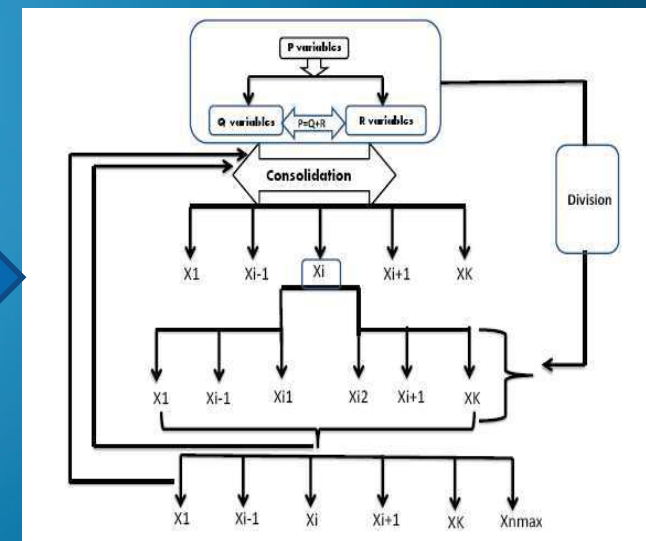 P variables
Q variables P=Q+R R variables
Consolidation
Division
X1 Xi-1 Xi Xi+1 XK
X1 Xi-1 Xi1 Xi2 Xi+1 XK
X1 Xi-1 Xi Xi+1 XK Xnmax